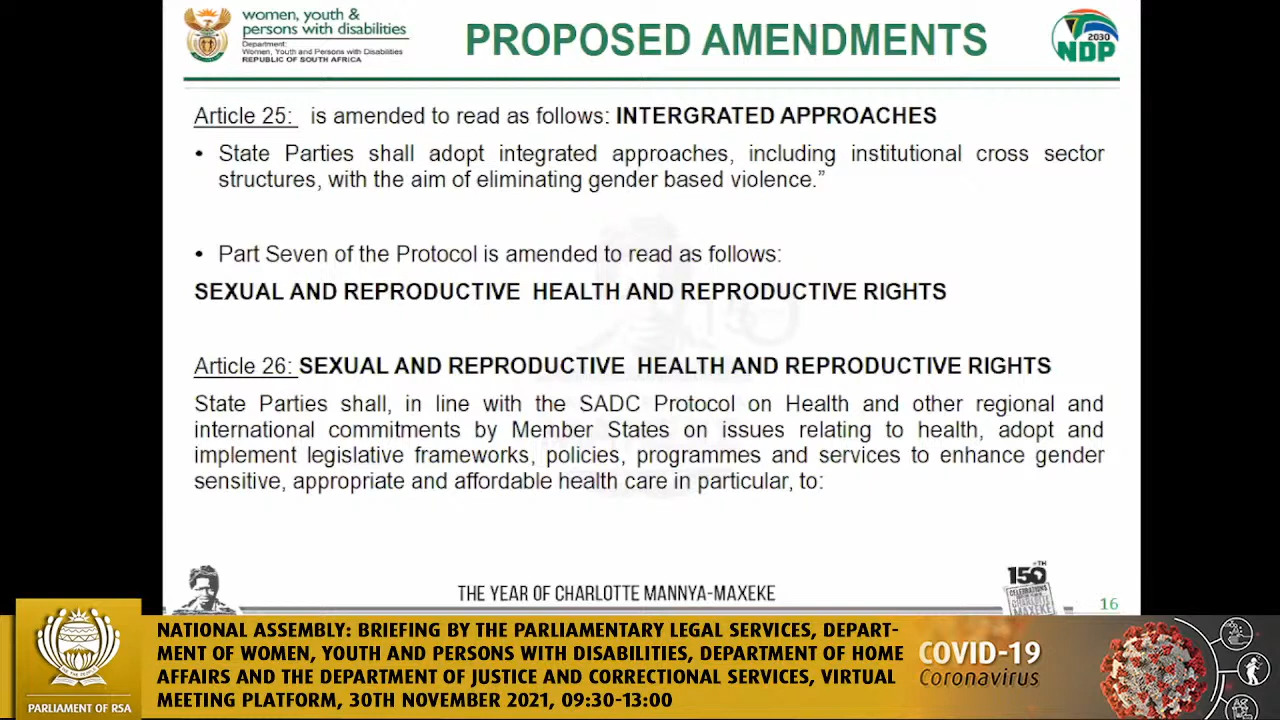 women, youth &
persons with disabilities
Department:
Women, Youth and Persons with Disabilities
REPUBLIC OF SOUTH AFRICA
PROPOSED AMENDMENTS
2030
NDP
Article 25: is amended to read as follows: INTERGRATED APPROACHES
• State Parties shall adopt integrated approaches, including institutional cross sector
structures, with the aim of eliminating gender based violence.”
• Part Seven of the Protocol is amended to read as follows:
SEXUAL AND REPRODUCTIVE HEALTH AND REPRODUCTIVE RIGHTS
Article 26: SEXUAL AND REPRODUCTIVE HEALTH AND REPRODUCTIVE RIGHTS
State Parties shall, in line with the SADC Protocol on Health and other regional and
international commitments by Member States on issues relating to health, adopt and
implement legislative frameworks, policies, programmes and services to enhance gender
sensitive, appropriate and affordable health care in particular, to:
THE YEAR OF CHARLOTTE MANNYA-MAXEKE
150TH
CELEBRATIONS
16
PARLIAMENT OF RSA
NATIONAL ASSEMBLY: BRIEFING BY THE PARLIAMENTARY LEGAL SERVICES, DEPART-
MENT OF WOMEN, YOUTH AND PERSONS WITH DISABILITIES, DEPARTMENT OF HOME
AFFAIRS AND THE DEPARTMENT OF JUSTICE AND CORRECTIONAL SERVICES, VIRTUAL
MEETING PLATFORM, 30TH NOVEMBER 2021, 09:30-13:00
COVID-19
Coronavirus